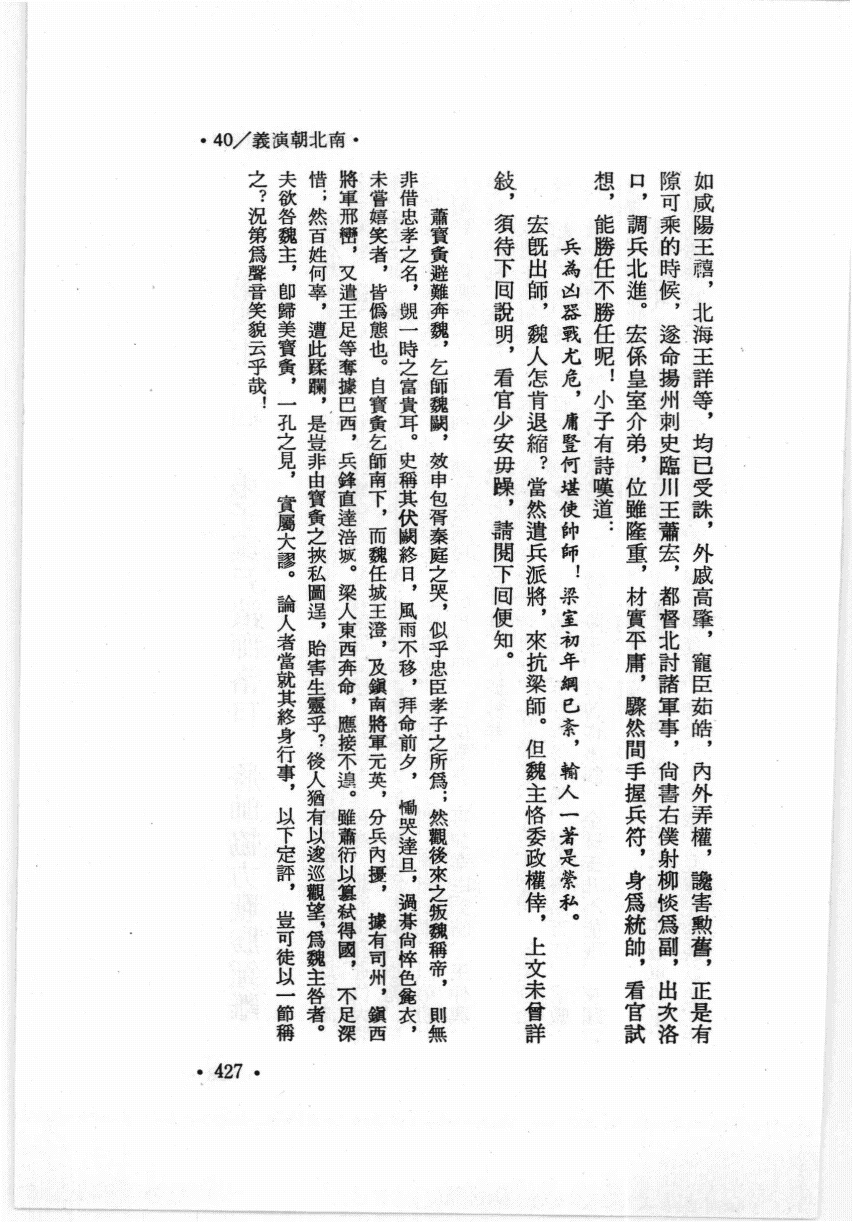 ・40／義演朝北南・
如咸陽王禧，北海王詳等，均已受誅，外戚高肇，寵臣茹皓，內外弄權，讒害勳舊，正是有
隙可乘的時候，遂命揚州刺史臨川王蕭宏，都督北討諸軍事，尙書右僕射柳惔爲副，出次洛
口，調兵北進。宏係皇室介弟，位雖隆重，材實平庸，驟然間手握兵符，身爲統帥，看官試
想，能勝任不勝任呢！小子有詩嘆道：
兵為凶器戰尤危，庸豎何堪使帥師！梁室初年綱已紊，輸人一著是縈私。
宏旣出師，魏人怎肯退縮？當然遣兵派將，來抗梁師。但魏主恪委政權倖，上文未曾詳
敍，須待下囘說明，看官少安毋躁，請閱下囘便知。
蕭寶夤避難奔魏，乞師魏闕，效申包胥秦庭之哭，似乎忠臣孝子之所爲；然觀後來之叛魏稱帝，則無
非借忠孝之名，覬一時之富貴耳。史稱其伏闕終日，風雨不移，拜命前夕，慟哭達旦，過朞尙悴色麄衣，
未嘗嬉笑者，皆僞態也。自寶夤乞師南下，而魏任城王澄，及鎭南將軍元英，分兵內擾，據有司州，鎭西
將軍邢巒，又遣王足等奪據巴西，兵鋒直達涪城。梁人東西奔命，應接不遑。雖蕭衍以篡弒得國，不足深
惜；然百姓何辜，遭此蹂躪，是豈非由寶夤之挾私圖逞，貽害生靈乎？後人猶有以逡巡觀望，爲魏主咎者。
夫欲咎魏主，卽歸美寶夤，一孔之見，實屬大謬。論人者當就其終身行事，以下定評，豈可徒以一節稱
之？況第爲聲音笑貌云乎哉！
・427・